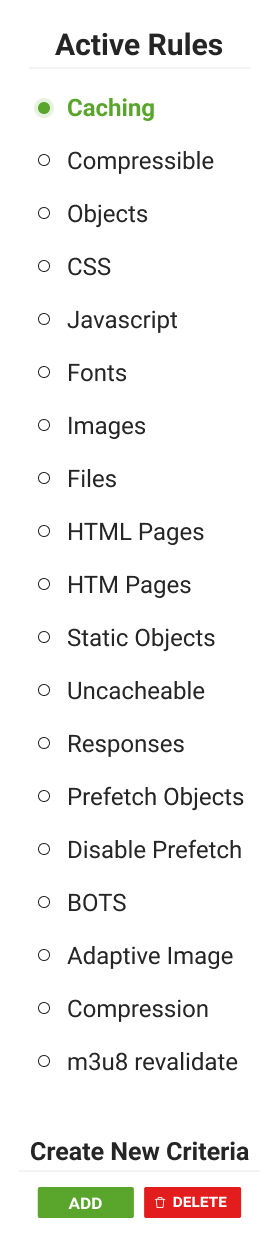 Active Rules
Caching
Compressible
Objects
CSS
Javascript
Fonts
Images
Files
HTML Pages
HTM Pages
Static Objects
Uncacheable
Responses
Prefetch Objects
Disable Prefetch
BOTS
Adaptive Image
Compression
m3u8 revalidate
Create New Criteria
ADD DELETE